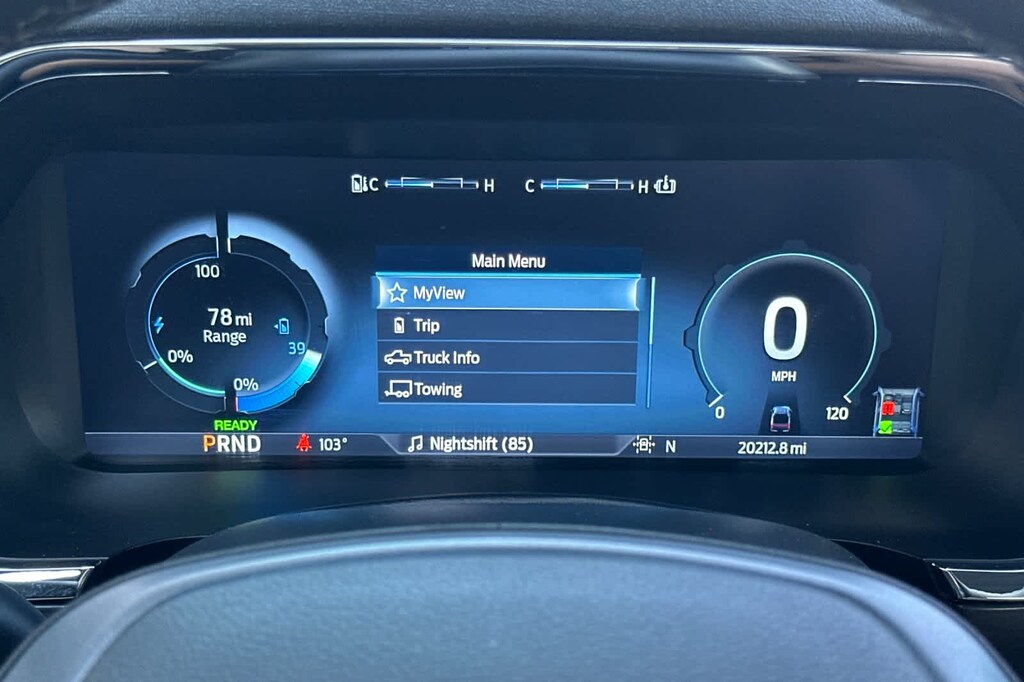 C H C H
100
78 mi
Range
39
0%
0%
Main Menu
MyView
Trip
Truck Info
Towing
0
MPH
0 120
READY
PRND 103° Nightshift (85) N 20212.8 mi